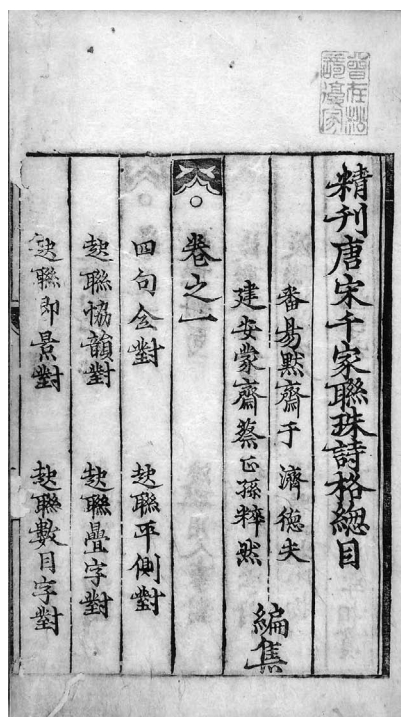 精刊唐宋千家聯珠詩格總目
番昜默齋于濟德夫
建安蒙齋蔡正孫粹然
編集
卷之一
四句全對
起聯平側對
起聯協韻對
起聯疊字對
起聯即景對
起聯數目字對